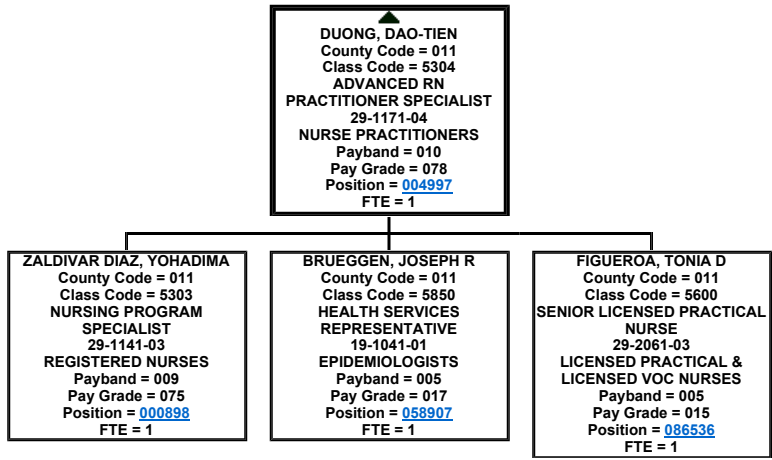 DUONG, DAO-TIEN
County Code = 011
Class Code = 5304
ADVANCED RN
PRACTITIONER SPECIALIST
29-1171-04
NURSE PRACTITIONERS
Payband = 010
Pay Grade = 078
Position = 004997
FTE = 1
ZALDIVAR DIAZ, YOHADIMA
County Code = 011
Class Code = 5303
NURSING PROGRAM
SPECIALIST
29-1141-03
REGISTERED NURSES
Payband = 009
Pay Grade = 075
Position = 000898
FTE = 1
BRUEGGEN, JOSEPH R
County Code = 011
Class Code = 5850
HEALTH SERVICES
REPRESENTATIVE
19-1041-01
EPIDEMIOLOGISTS
Payband = 005
Pay Grade = 017
Position = 058907
FTE = 1
FIGUEROA, TONIA D
County Code = 011
Class Code = 5600
SENIOR LICENSED PRACTICAL
NURSE
29-2061-03
LICENSED PRACTICAL &
LICENSED VOC NURSES
Payband = 005
Pay Grade = 015
Position = 086536
FTE = 1